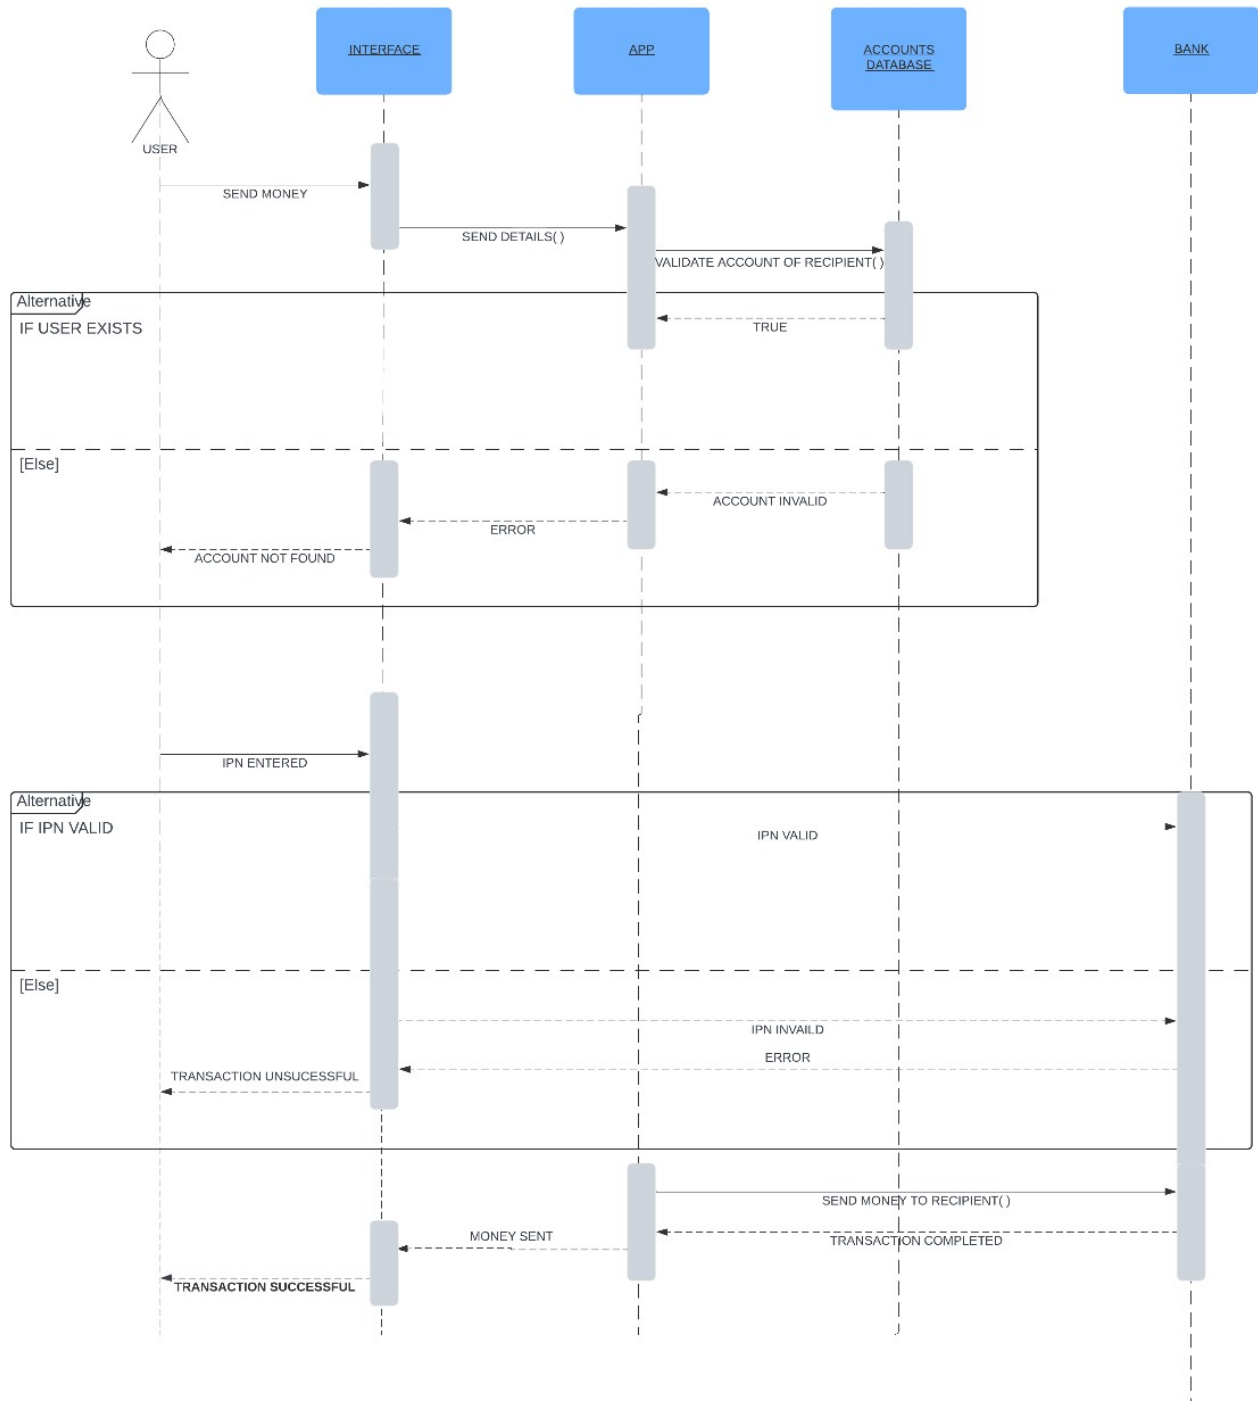 INTERFACE
APP
ACCOUNTS
DATABASE
BANK
USER
SEND MONEY
SEND DETAILS( )
VALIDATE ACCOUNT OF RECIPIENT( )
Alternative
IF USER EXISTS
TRUE
[Else]
ACCOUNT INVALID
ERROR
ACCOUNT NOT FOUND
IPN ENTERED
Alternative
IF IPN VALID
IPN VALID
[Else]
IPN INVAILD
ERROR
TRANSACTION UNSUCESSFUL
SEND MONEY TO RECIPIENT( )
TRANSACTION COMPLETED
MONEY SENT
TRANSACTION SUCCESSFUL